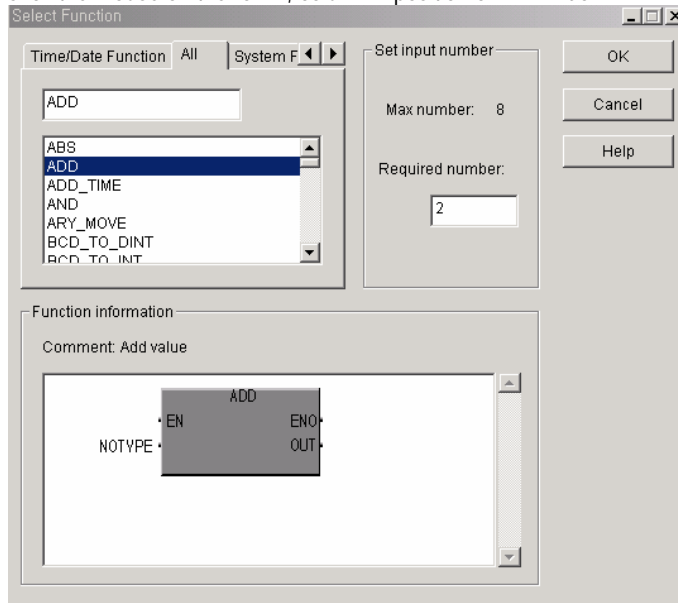 Select Function
Time/Date Function All System F
ADD
ABS
ADD
ADD_TIME
AND
ARY_MOVE
BCD_TO_DINT
BCD_TO_INT
Set input number
Max number: 8
Required number:
2
OK
Cancel
Help
Function information
Comment: Add value
ADD
EN ENO
NOTYPE OUT